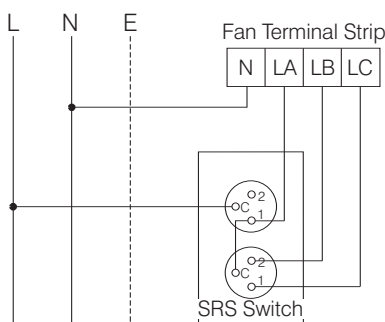 L N E
Fan Terminal Strip
N LA LB LC
2
C
1
2
C
1
SRS Switch